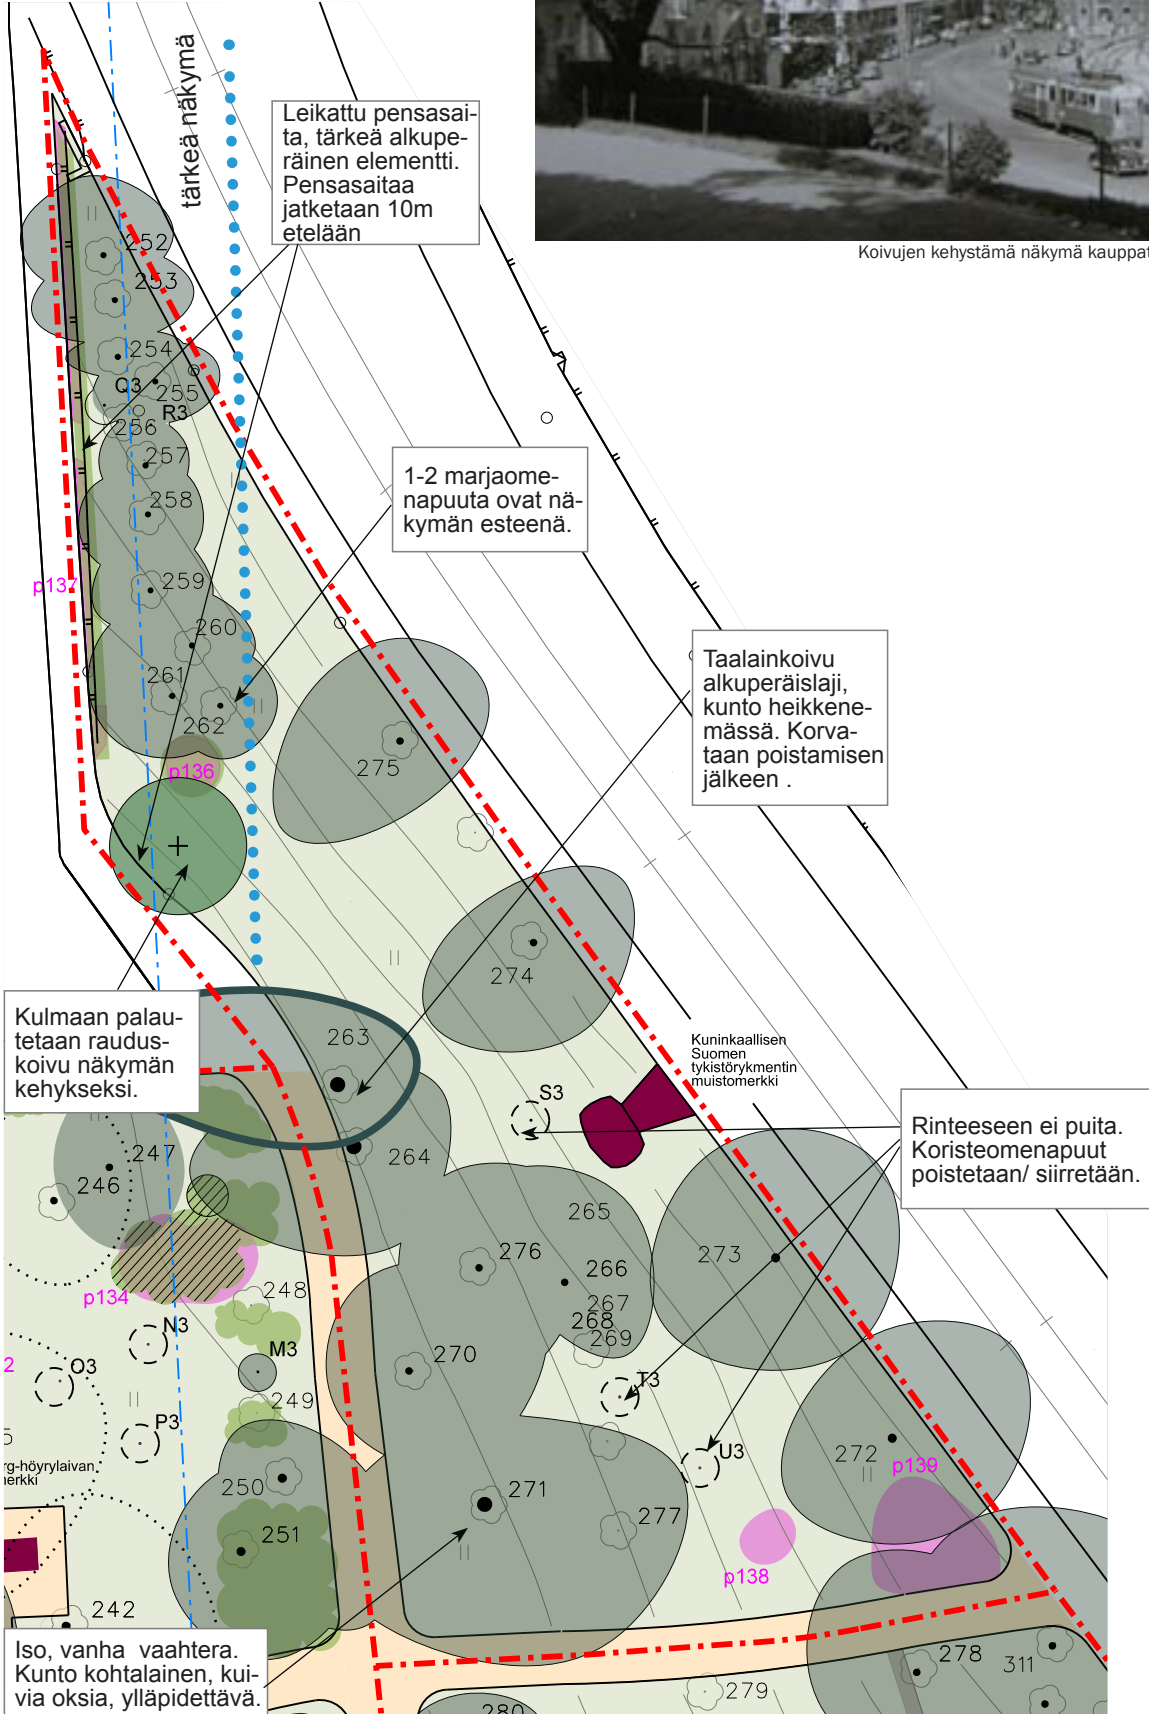 Koivujen kehystämä näkymä kauppat
tärkeä näkymä
Leikattu pensasai-
ta, tärkeä alkupe-
räinen elementti.
Pensasaitaa
jatketaan 10m
etelään
252
253
254
Q3
255
R3
256
257
258
1-2 marjaome-
napuuta ovat nä-
kymän esteenä.
p137
259
260
261
262
p136
275
Taalainkoivu
alkuperäislaji,
kunto heikkene-
mässä. Korva-
taan poistamisen
jälkeen .
274
Kulmaan palau-
tetaan raudus-
koivu näkymän
kehykseksi.
263
Kuninkaallisen
Suomen
tykistörykmentin
muistomerkki
S3
Rinteeseen ei puita.
Koristeomenapuut
poistetaan/ siirretään.
247
246
264
265
276
266
273
267
268
269
p134
248
N3
M3
O3
2
270
T3
249
P3
5
U3
272
p139
rg-höyrylaivan
merkki
250
271
251
277
p138
242
Iso, vanha vaahtera.
Kunto kohtalainen, kui-
via oksia, ylläpidettävä.
278
311
279
280